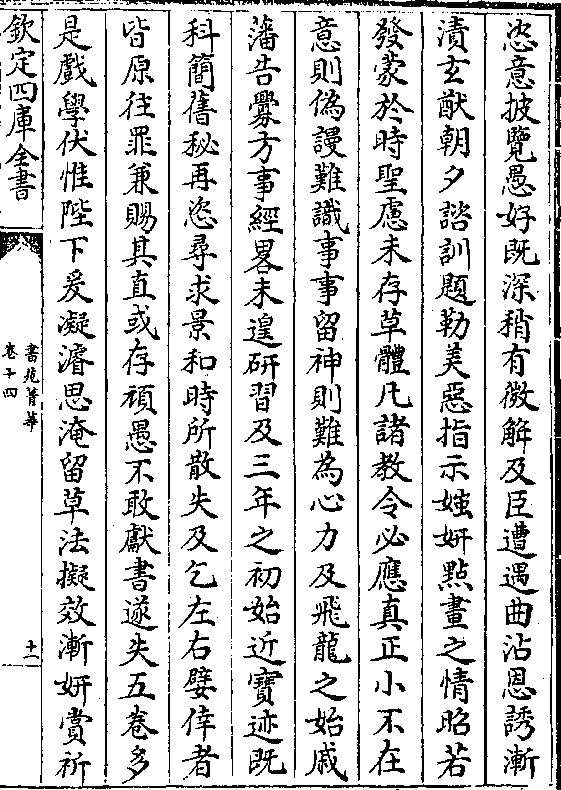 恣意披覽愚好既深稍有微解及臣遭遇曲沾恩誘漸
漬玄猷朝夕諮訓題勒美惡指示媸妍點畫之情昭若
發蒙於時聖慮未存草體凡諸教令必應真正小不在
意則偽謾難識事事留神則難為心力及飛龍之始戚
藩告釁方事經畧未遑研習及三年之初始近寶迹既
科簡舊秘再恣尋求景和時所散失及乞左右嬖倖者
皆原往罪兼賜其直或存頑愚不敢獻書遂失五卷多
是戲學伏惟陛下爰凝濬思淹留草法擬效漸妍賞析
欽定四庫全書
書苑菁華
卷十四
十一